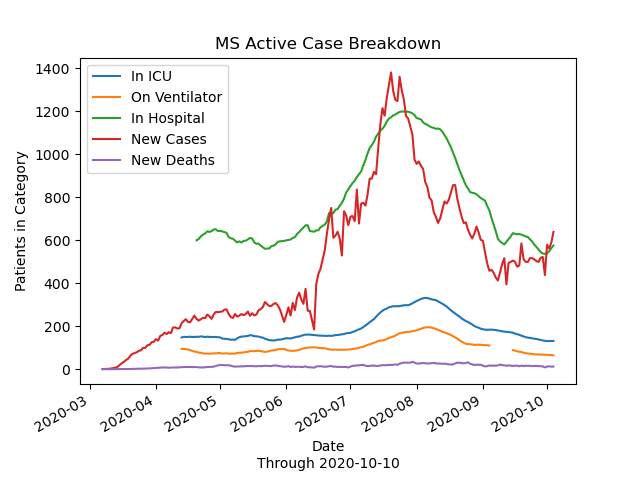 MS Active Case Breakdown
In ICU
On Ventilator
In Hospital
New Cases
New Deaths
Patients in Category
1400
1200
1000
800
600
400
200
0
2020-03
2020-04
2020-05
2020-06
2020-07
2020-08
2020-09
2020-10
Date
Through 2020-10-10